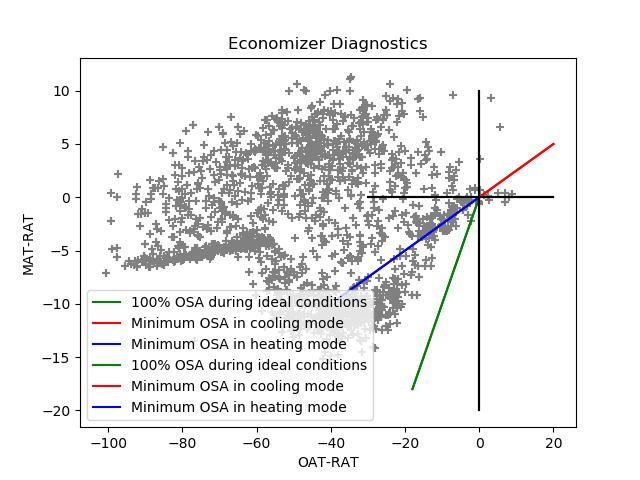 Economizer Diagnostics
MAT-RAT
10
5
0
−5
−10
−15
−20
100% OSA during ideal conditions
Minimum OSA in cooling mode
Minimum OSA in heating mode
100% OSA during ideal conditions
Minimum OSA in cooling mode
Minimum OSA in heating mode
−100 −80 −60 −40 −20 0 20
OAT-RAT